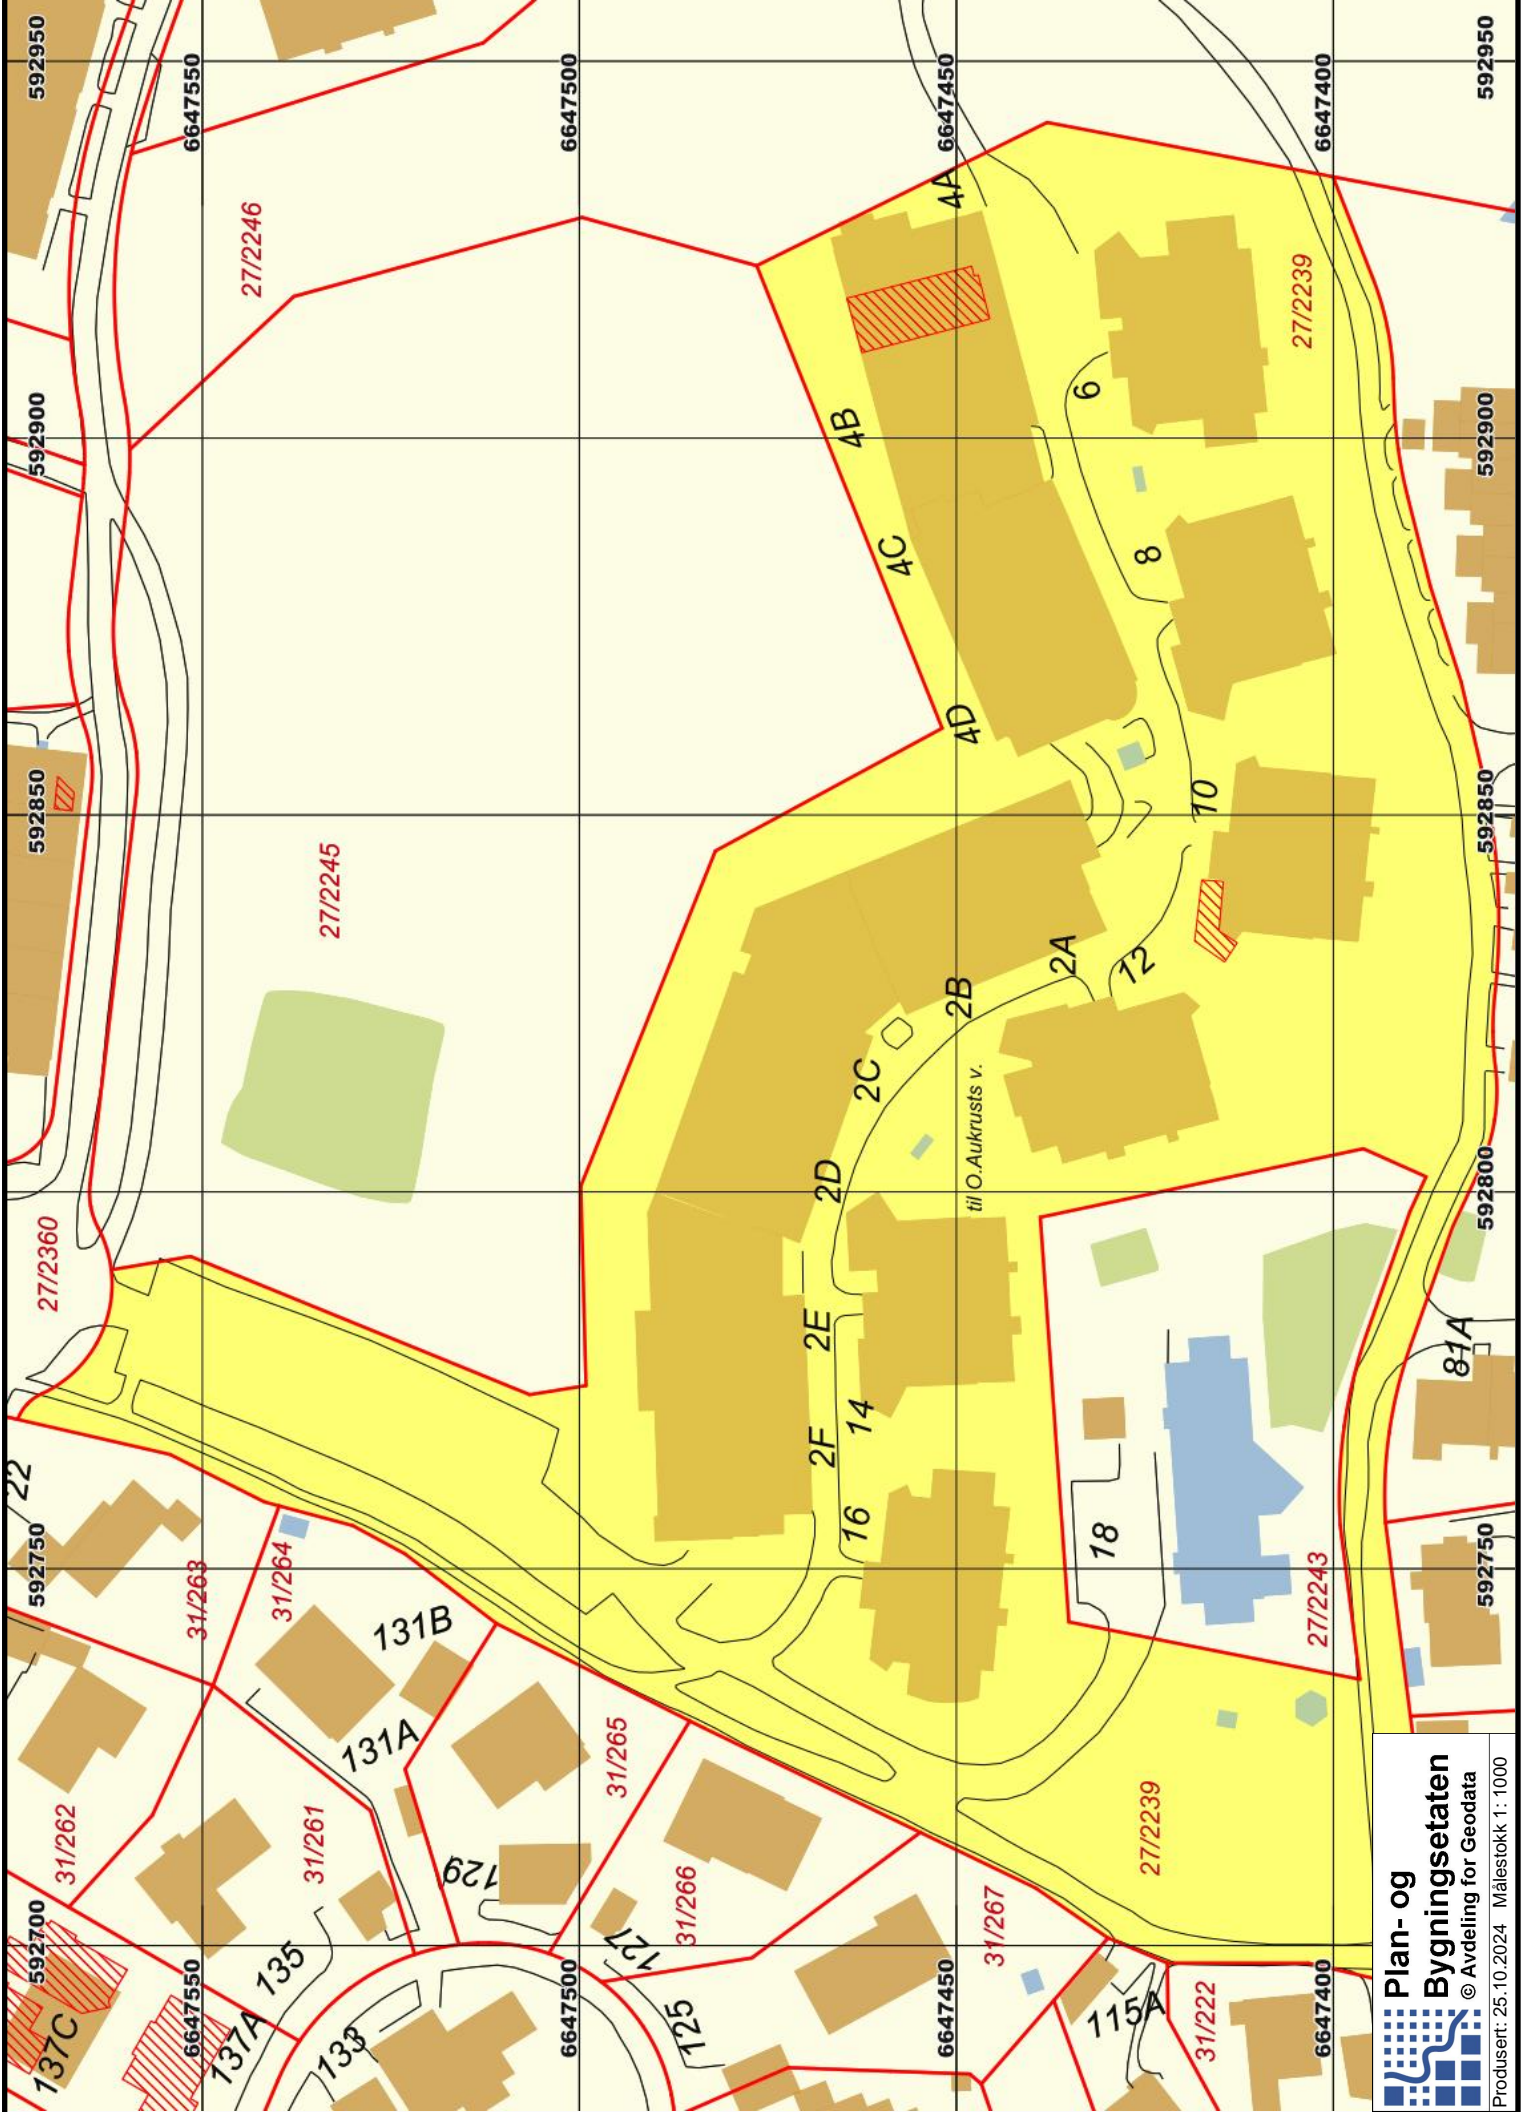 592950
592950
6647550
6647500
6647450
6647400
27/2246
4A
27/2239
4B
6
592900
592900
4C
8
4D
592850
592850
10
27/2245
2A
12
2B
2C
til O.Aukrusts v.
2D
592800
592800
27/2360
2E
81A
14
2F
22
16
18
592750
592750
31/263
31/264
27/2243
131B
131A
31/265
31/262
31/261
27/2239
129
31/266
31/267
127
592700
135
6647550
6647500
6647450
6647400
137C
137A
133
125
115A
31/222
Plan- og
Bygningsetaten
© Avdeling for Geodata
Produsert: 25.10.2024 Målestokk 1: 1000